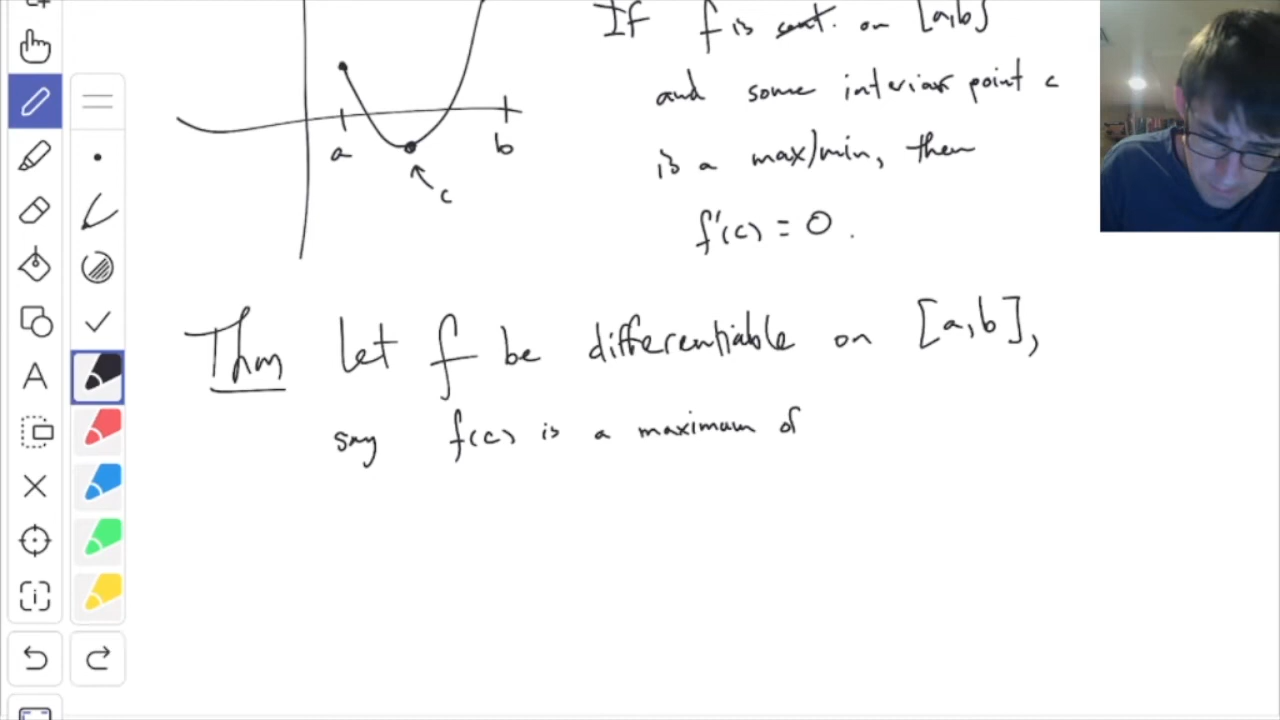 If f is cont. on [a,b]
and some interior point c
is a max/min, then
f'(c) = 0.
a
b
c
Thm Let f be differentiable on [a,b],
say f(c) is a maximum of
A